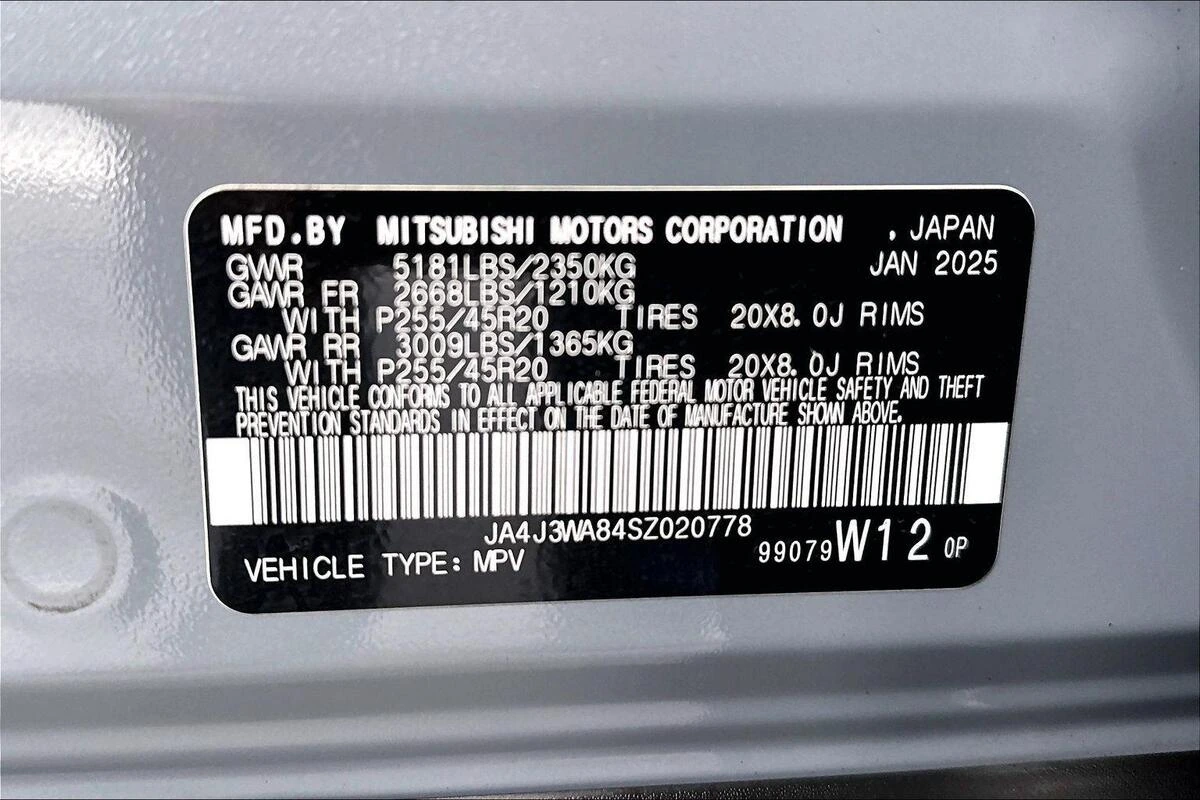 MFD.BY MITSUBISHI MOTORS CORPORATION . JAPAN
GVWR 5181LBS/2350KG JAN 2025
GAWR FR 2668LBS/1210KG
WITH P255/45R20 TIRES 20X8.0J RIMS
GAWR RR 3009LBS/1365KG
WITH P255/45R20 TIRES 20X8.0J RIMS
THIS VEHICLE CONFORMS TO ALL APPLICABLE FEDERAL MOTOR VEHICLE SAFETY AND THEFT
PREVENTION STANDARDS IN EFFECT ON THE DATE OF MANUFACTURE SHOWN ABOVE.
JA4J3WA84SZ020778
VEHICLE TYPE: MPV 99079 W12 0P